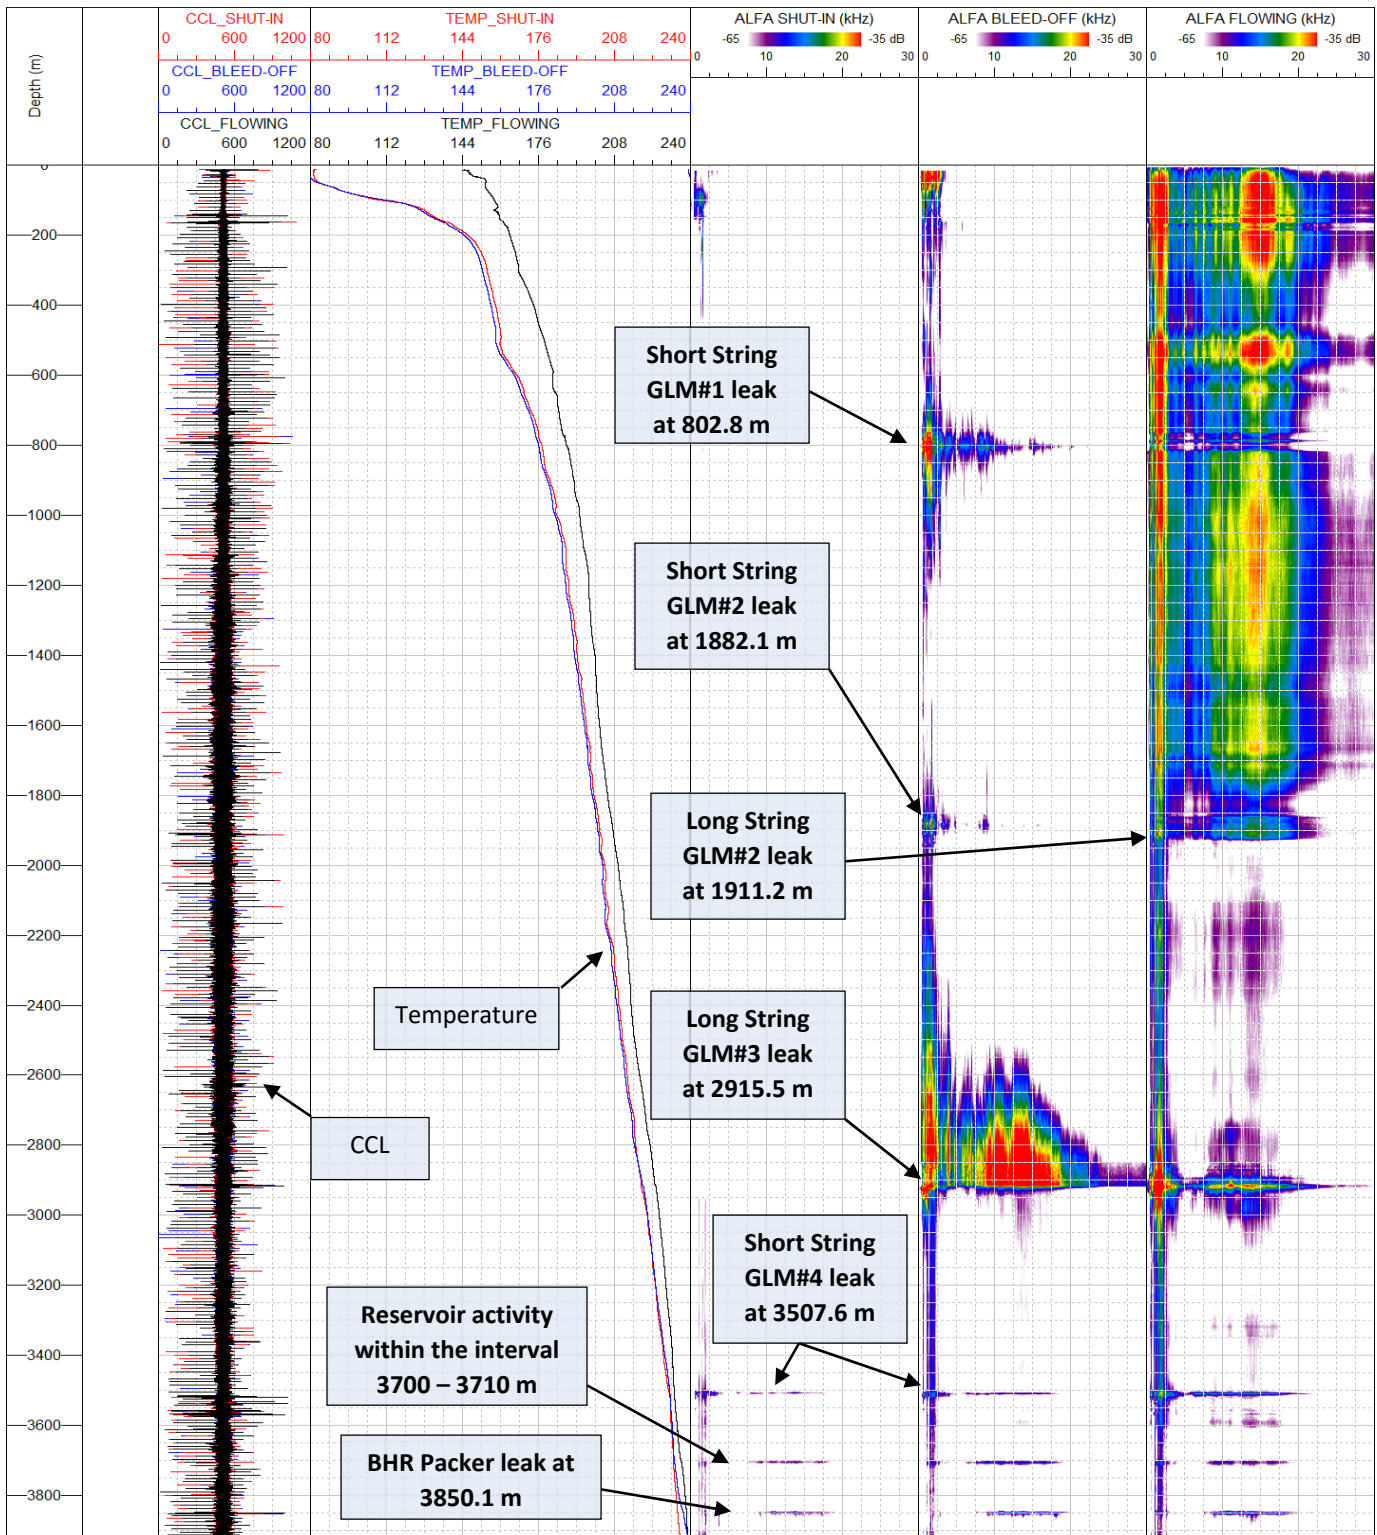 CCL_SHUT-IN
0 600 1200
CCL_BLEED-OFF
0 600 1200
CCL_FLOWING
0 600 1200
TEMP_SHUT-IN
80 112 144 176 208 240
TEMP_BLEED-OFF
80 112 144 176 208 240
TEMP_FLOWING
80 112 144 176 208 240
ALFA SHUT-IN (kHz)
-65 -35 dB
0 10 20 30
ALFA BLEED-OFF (kHz)
-65 -35 dB
0 10 20 30
ALFA FLOWING (kHz)
-65 -35 dB
0 10 20 30
Depth (m)
0
200
400
600
800
1000
1200
1400
1600
1800
2000
2200
2400
2600
2800
3000
3200
3400
3600
3800
Short String
GLM#1 leak
at 802.8 m
Short String
GLM#2 leak
at 1882.1 m
Long String
GLM#2 leak
at 1911.2 m
Temperature
Long String
GLM#3 leak
at 2915.5 m
CCL
Short String
GLM#4 leak
at 3507.6 m
Reservoir activity
within the interval
3700 – 3710 m
BHR Packer leak at
3850.1 m